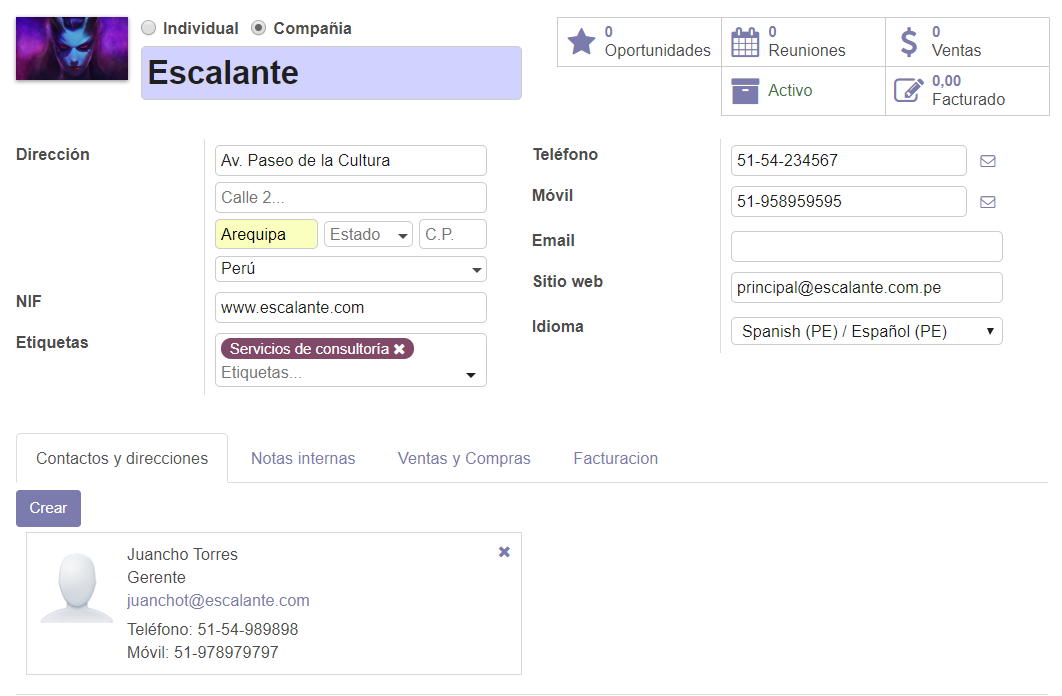 Individual Compañia
Escalante
0
Oportunidades
0
Reuniones
0
Ventas
Activo
0,00
Facturado
Dirección
Av. Paseo de la Cultura
Calle 2...
Arequipa Estado C.P.
Perú
NIF
www.escalante.com
Etiquetas
Servicios de consultoría
Etiquetas...
Teléfono
51-54-234567
Móvil
51-958959595
Email
Sitio web
principal@escalante.com.pe
Idioma
Spanish (PE) / Español (PE)
Contactos y direcciones Notas internas Ventas y Compras Facturacion
Crear
Juancho Torres
Gerente
juanchot@escalante.com
Teléfono: 51-54-989898
Móvil: 51-978979797